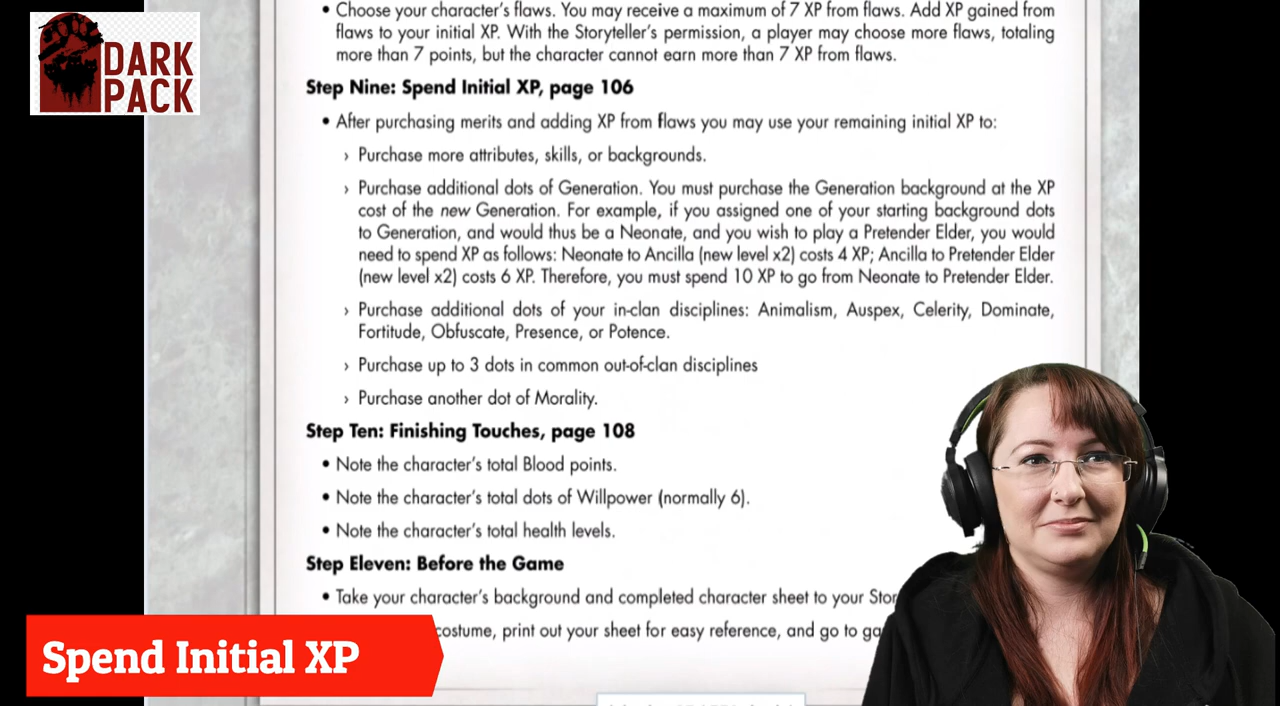 DARK
PACK
• Choose your character's flaws. You may receive a maximum of 7 XP from flaws. Add XP gained from
flaws to your initial XP. With the Storyteller's permission, a player may choose more flaws, totaling
more than 7 points, but the character cannot earn more than 7 XP from flaws.
Step Nine: Spend Initial XP, page 106
• After purchasing merits and adding XP from flaws you may use your remaining initial XP to:
› Purchase more attributes, skills, or backgrounds.
› Purchase additional dots of Generation. You must purchase the Generation background at the XP
cost of the new Generation. For example, if you assigned one of your starting background dots
to Generation, and would thus be a Neonate, and you wish to play a Pretender Elder, you would
need to spend XP as follows: Neonate to Ancilla (new level x2) costs 4 XP; Ancilla to Pretender Elder
(new level x2) costs 6 XP. Therefore, you must spend 10 XP to go from Neonate to Pretender Elder.
› Purchase additional dots of your in-clan disciplines: Animalism, Auspex, Celerity, Dominate,
Fortitude, Obfuscate, Presence, or Potence.
› Purchase up to 3 dots in common out-of-clan disciplines
› Purchase another dot of Morality.
Step Ten: Finishing Touches, page 108
• Note the character's total Blood points.
• Note the character's total dots of Willpower (normally 6).
• Note the character's total health levels.
Step Eleven: Before the Game
• Take your character's background and completed character sheet to your
costume, print out your sheet for easy reference, and go to
Spend Initial XP